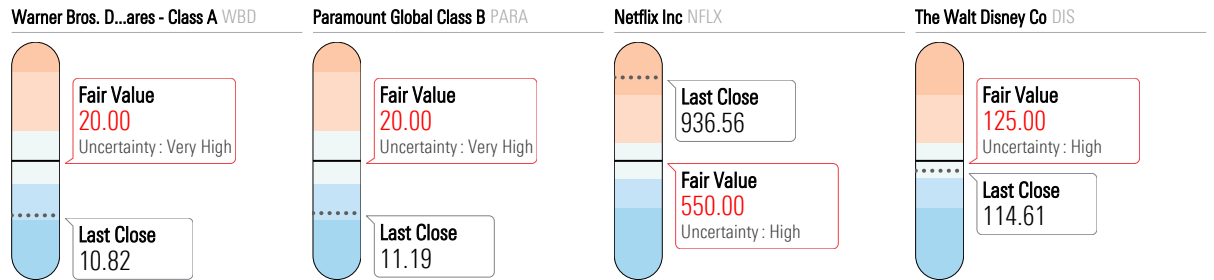 Warner Bros. D...ares - Class A WBD
Fair Value
20.00
Uncertainty : Very High
Last Close
10.82
Paramount Global Class B PARA
Fair Value
20.00
Uncertainty : Very High
Last Close
11.19
Netflix Inc NFLX
Last Close
936.56
Fair Value
550.00
Uncertainty : High
The Walt Disney Co DIS
Fair Value
125.00
Uncertainty : High
Last Close
114.61